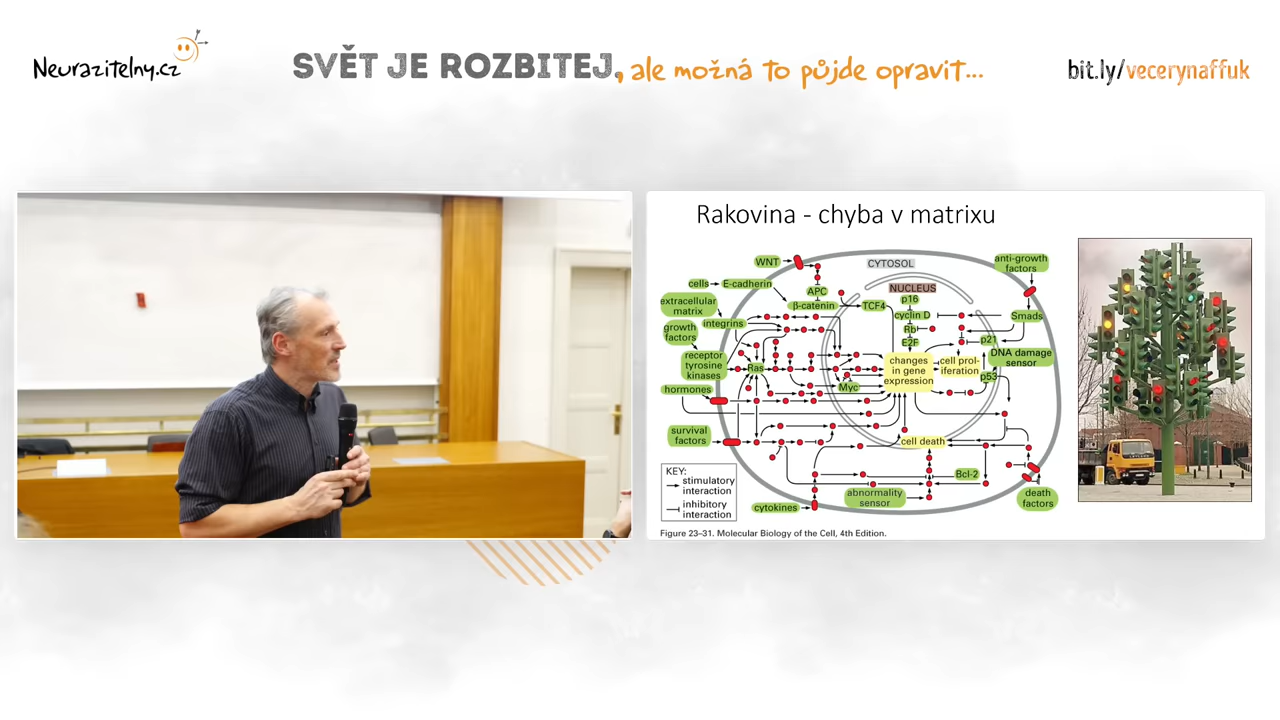 Neurazitelny.cz
SVĚT JE ROZBITEJ, ale možná to půjde opravit...
bit.ly/vecerynaffuk
Rakovina - chyba v matrixu
WNT
CYTOSOL
anti-growth
factors
cells
E-cadherin
NUCLEUS
APC
p16
extracellular
matrix
β-catenin
TCF4
cyclin D
Smads
integrins
growth
factors
Rb
E2F
p21
receptor
tyrosine
kinases
DNA damage
sensor
Ras
changes
in gene
expression
cell prol-
iferation
p53
Myc
hormones
survival
factors
cell death
KEY:
stimulatory
interaction
inhibitory
interaction
Bcl-2
abnormality
sensor
death
factors
cytokines
Figure 23–31. Molecular Biology of the Cell, 4th Edition.